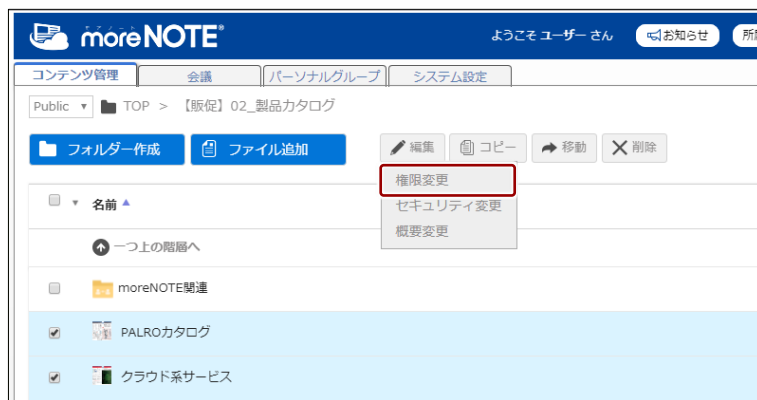 モアノート
moreNOTE®
ようこそ ユーザー さん
お知らせ
所
コンテンツ管理
会議
パーソナルグループ
システム設定
Public ▼ TOP > 【販促】02_製品カタログ
フォルダー作成
ファイル追加
編集
コピー
移動
削除
権限変更
セキュリティ変更
概要変更
名前
一つ上の階層へ
moreNOTE関連
PALROカタログ
クラウド系サービス